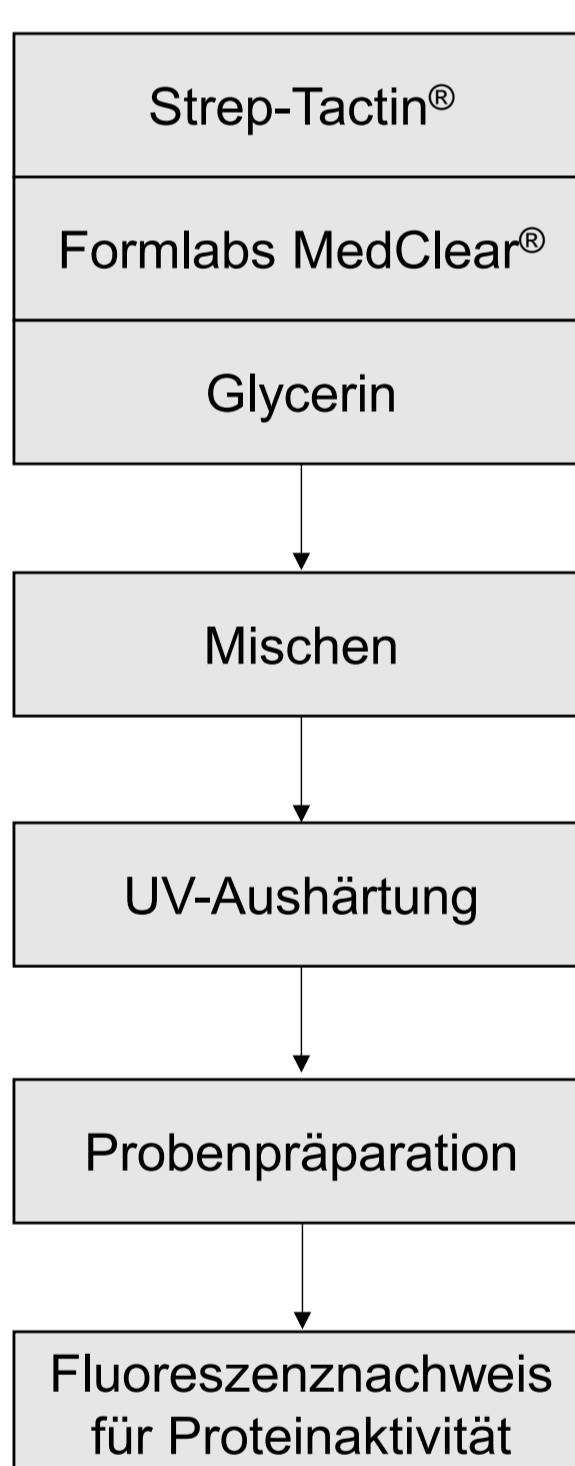 Strep-Tactin®
Formlabs MedClear®
Glycerin
Mischen
UV-Aushärtung
Probenpräparation
Fluoreszenznachweis
für Proteinaktivität